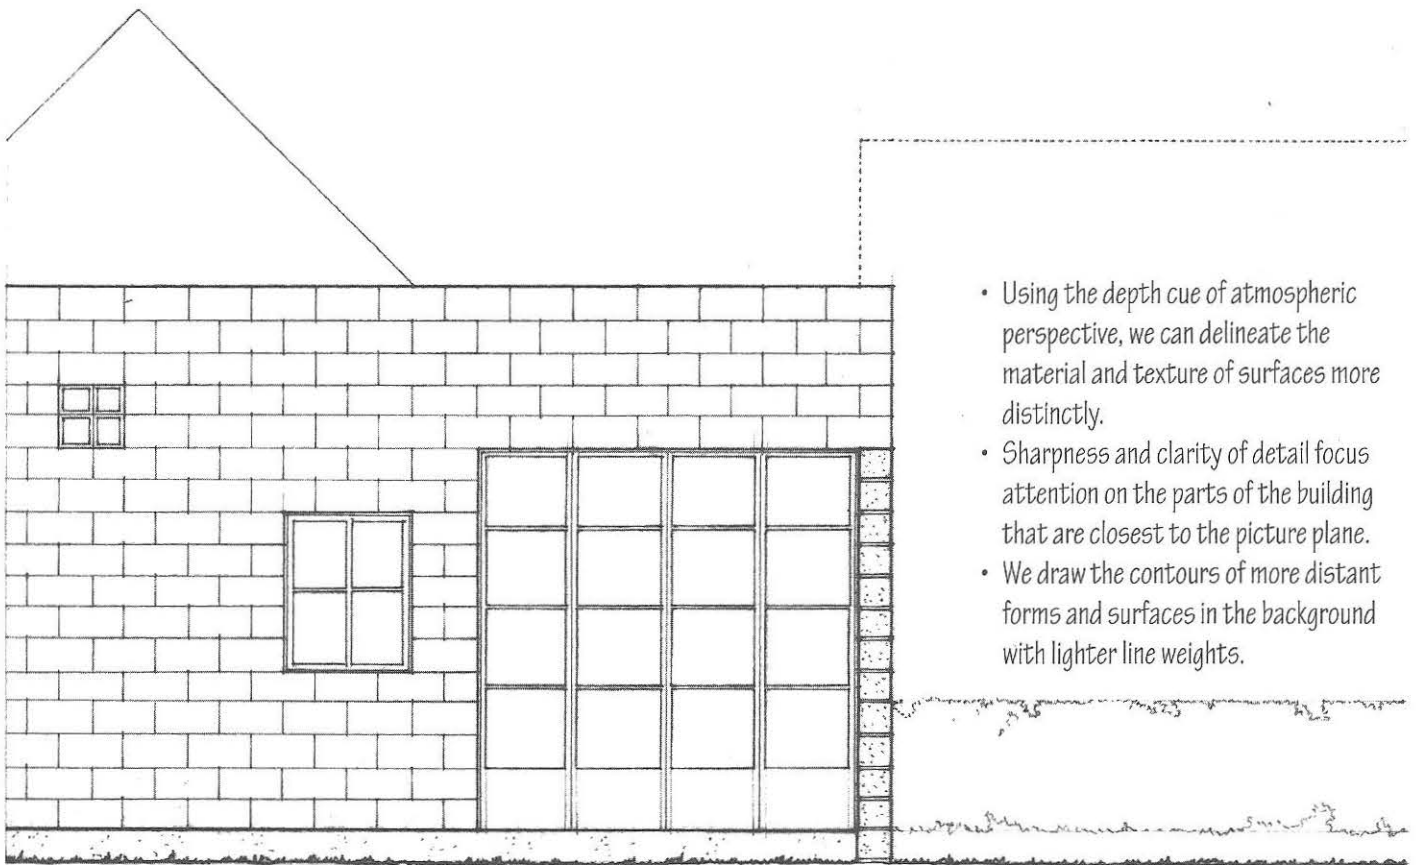 • Using the depth cue of atmospheric
perspective, we can delineate the
material and texture of surfaces more
distinctly.
• Sharpness and clarity of detail focus
attention on the parts of the building
that are closest to the picture plane.
• We draw the contours of more distant
forms and surfaces in the background
with lighter line weights.